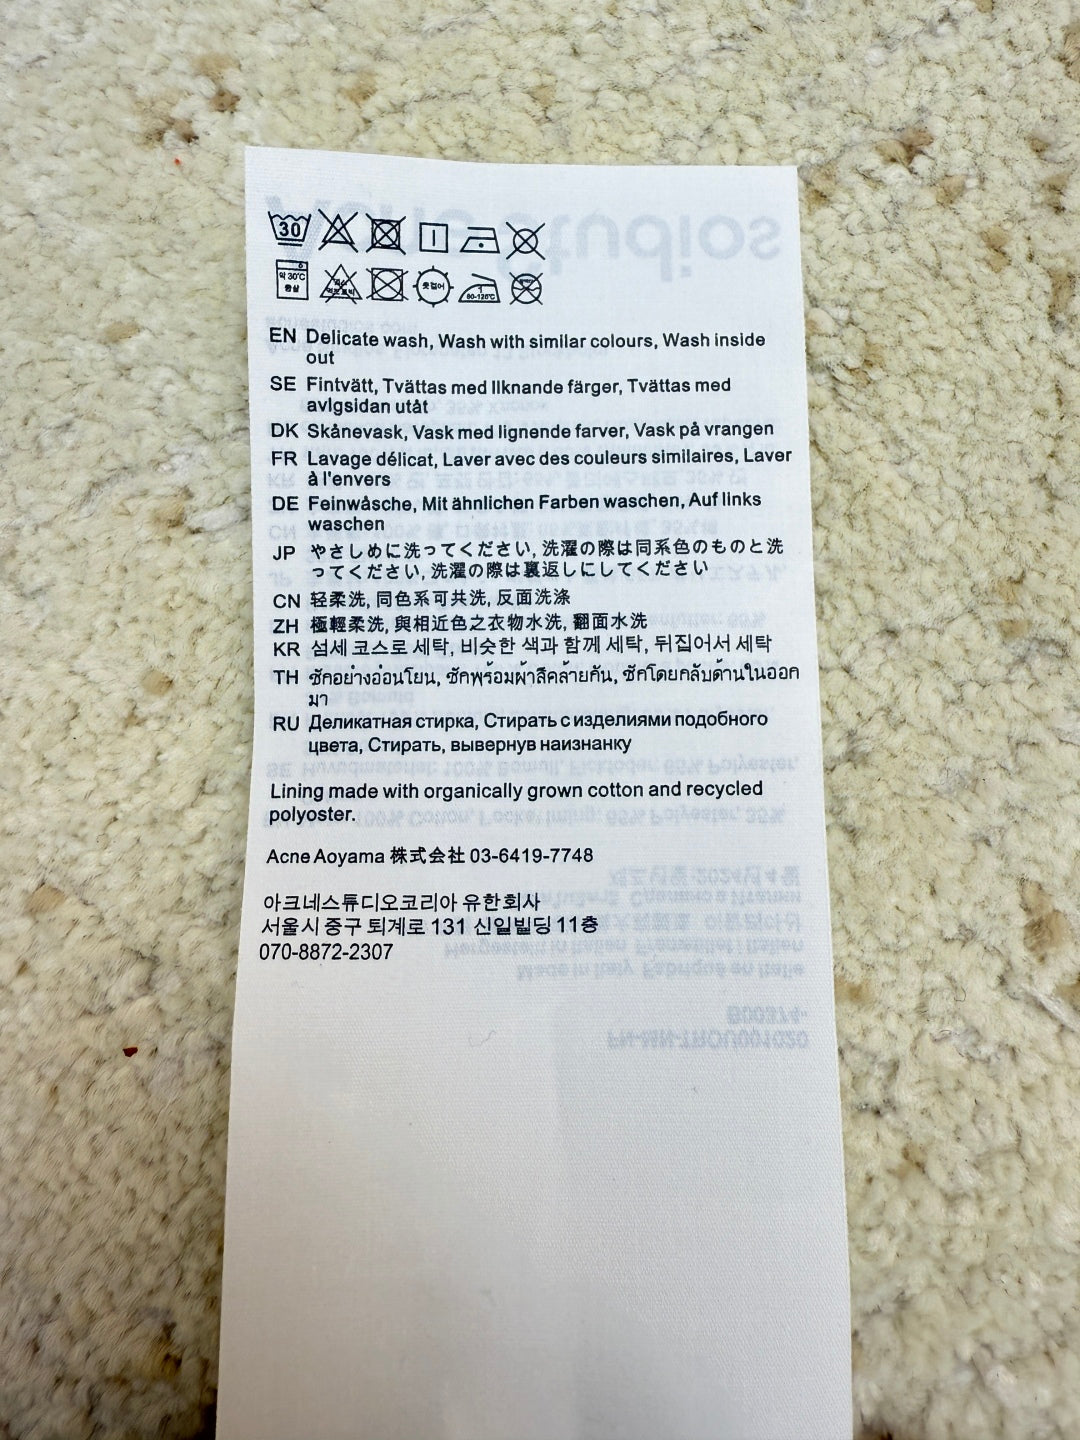 30
약 30℃
중성
옷걸이
80-120℃
EN Delicate wash, Wash with similar colours, Wash inside
out
SE Fintvätt, Tvättas med lIknande färger, Tvättas med
avIgsidan utåt
DK Skånevask, Vask med lignende farver, Vask på vrangen
FR Lavage délicat, Laver avec des couleurs similaires, Laver
à l'envers
DE Feinwåsche, Mit ähnlichen Farben waschen, Auf links
waschen
JP やさしめに洗ってください, 洗濯の際は同系色のものと洗
ってください, 洗濯の際は裏返しにしてください
CN 轻柔洗, 同色系可共洗, 反面洗涤
ZH 極輕柔洗, 與相近色之衣物水洗, 翻面水洗
KR 섬세 코스로 세탁, 비슷한 색과 함께 세탁, 뒤집어서 세탁
TH ซักอย่างอ่อนโยน, ซักพร้อมผ้าสีคล้ายกัน, ซักโดยกลับด้านในออก
มา
RU Деликатная стирка, Стирать с изделиями подобного
цвета, Стирать, вывернув наизнанку
Lining made with organically grown cotton and recycled
polyoster.
Acne Aoyama 株式会社 03-6419-7748
아크네스튜디오코리아 유한회사
서울시 중구 퇴계로 131 신일빌딩 11층
070-8872-2307